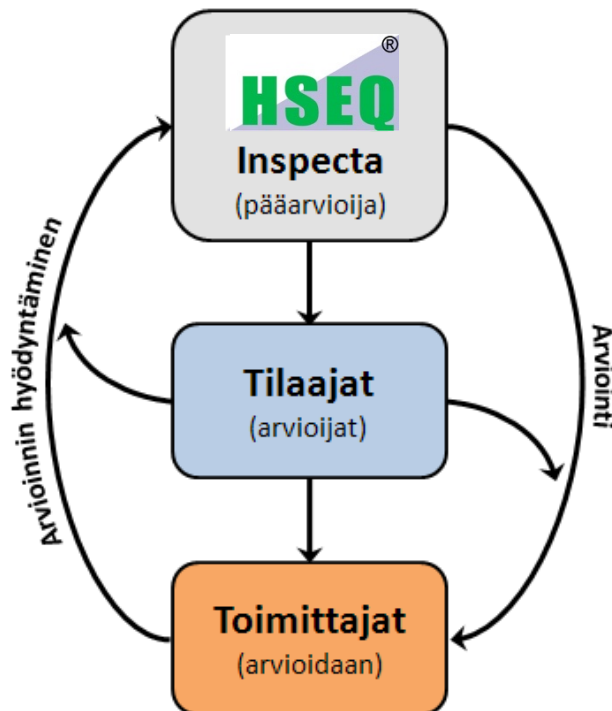 HSEQ®
Inspecta
(pääarvioija)
Arvioinnin hyödyntäminen
Arviointi
Tilaajat
(arvioijat)
Toimittajat
(arvioidaan)